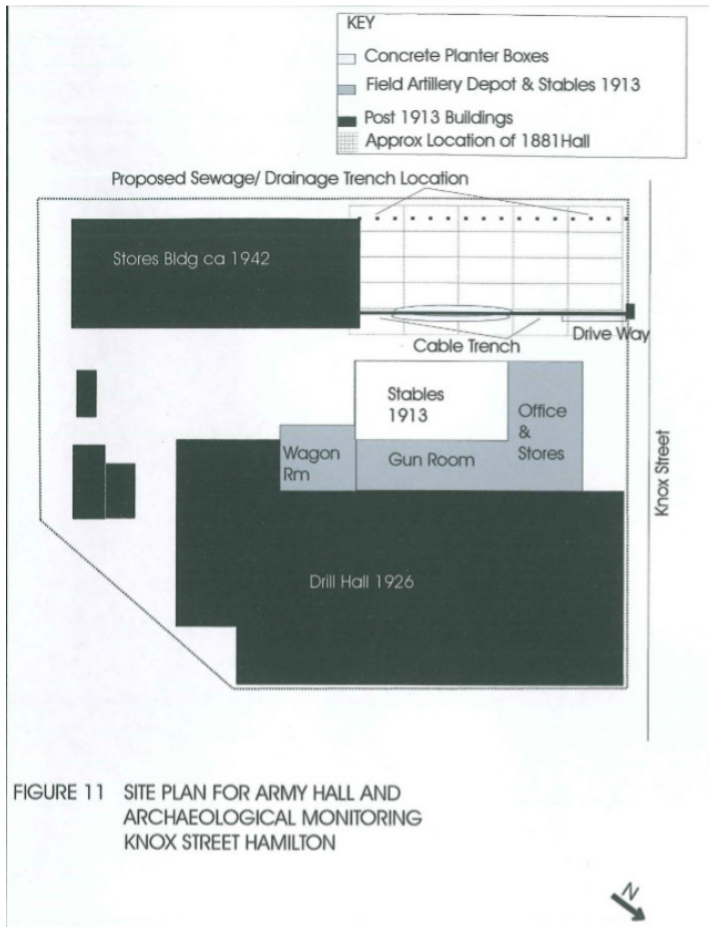 KEY
Concrete Planter Boxes
Field Artillery Depot & Stables 1913
Post 1913 Buildings
Approx Location of 1881Hall
Proposed Sewage/ Drainage Trench Location
Stores Bldg ca 1942
Drive Way
Cable Trench
Stables
1913
Office
&
Stores
Wagon
Rm
Gun Room
Knox Street
Drill Hall 1926
FIGURE 11 SITE PLAN FOR ARMY HALL AND
ARCHAEOLOGICAL MONITORING
KNOX STREET HAMILTON
N